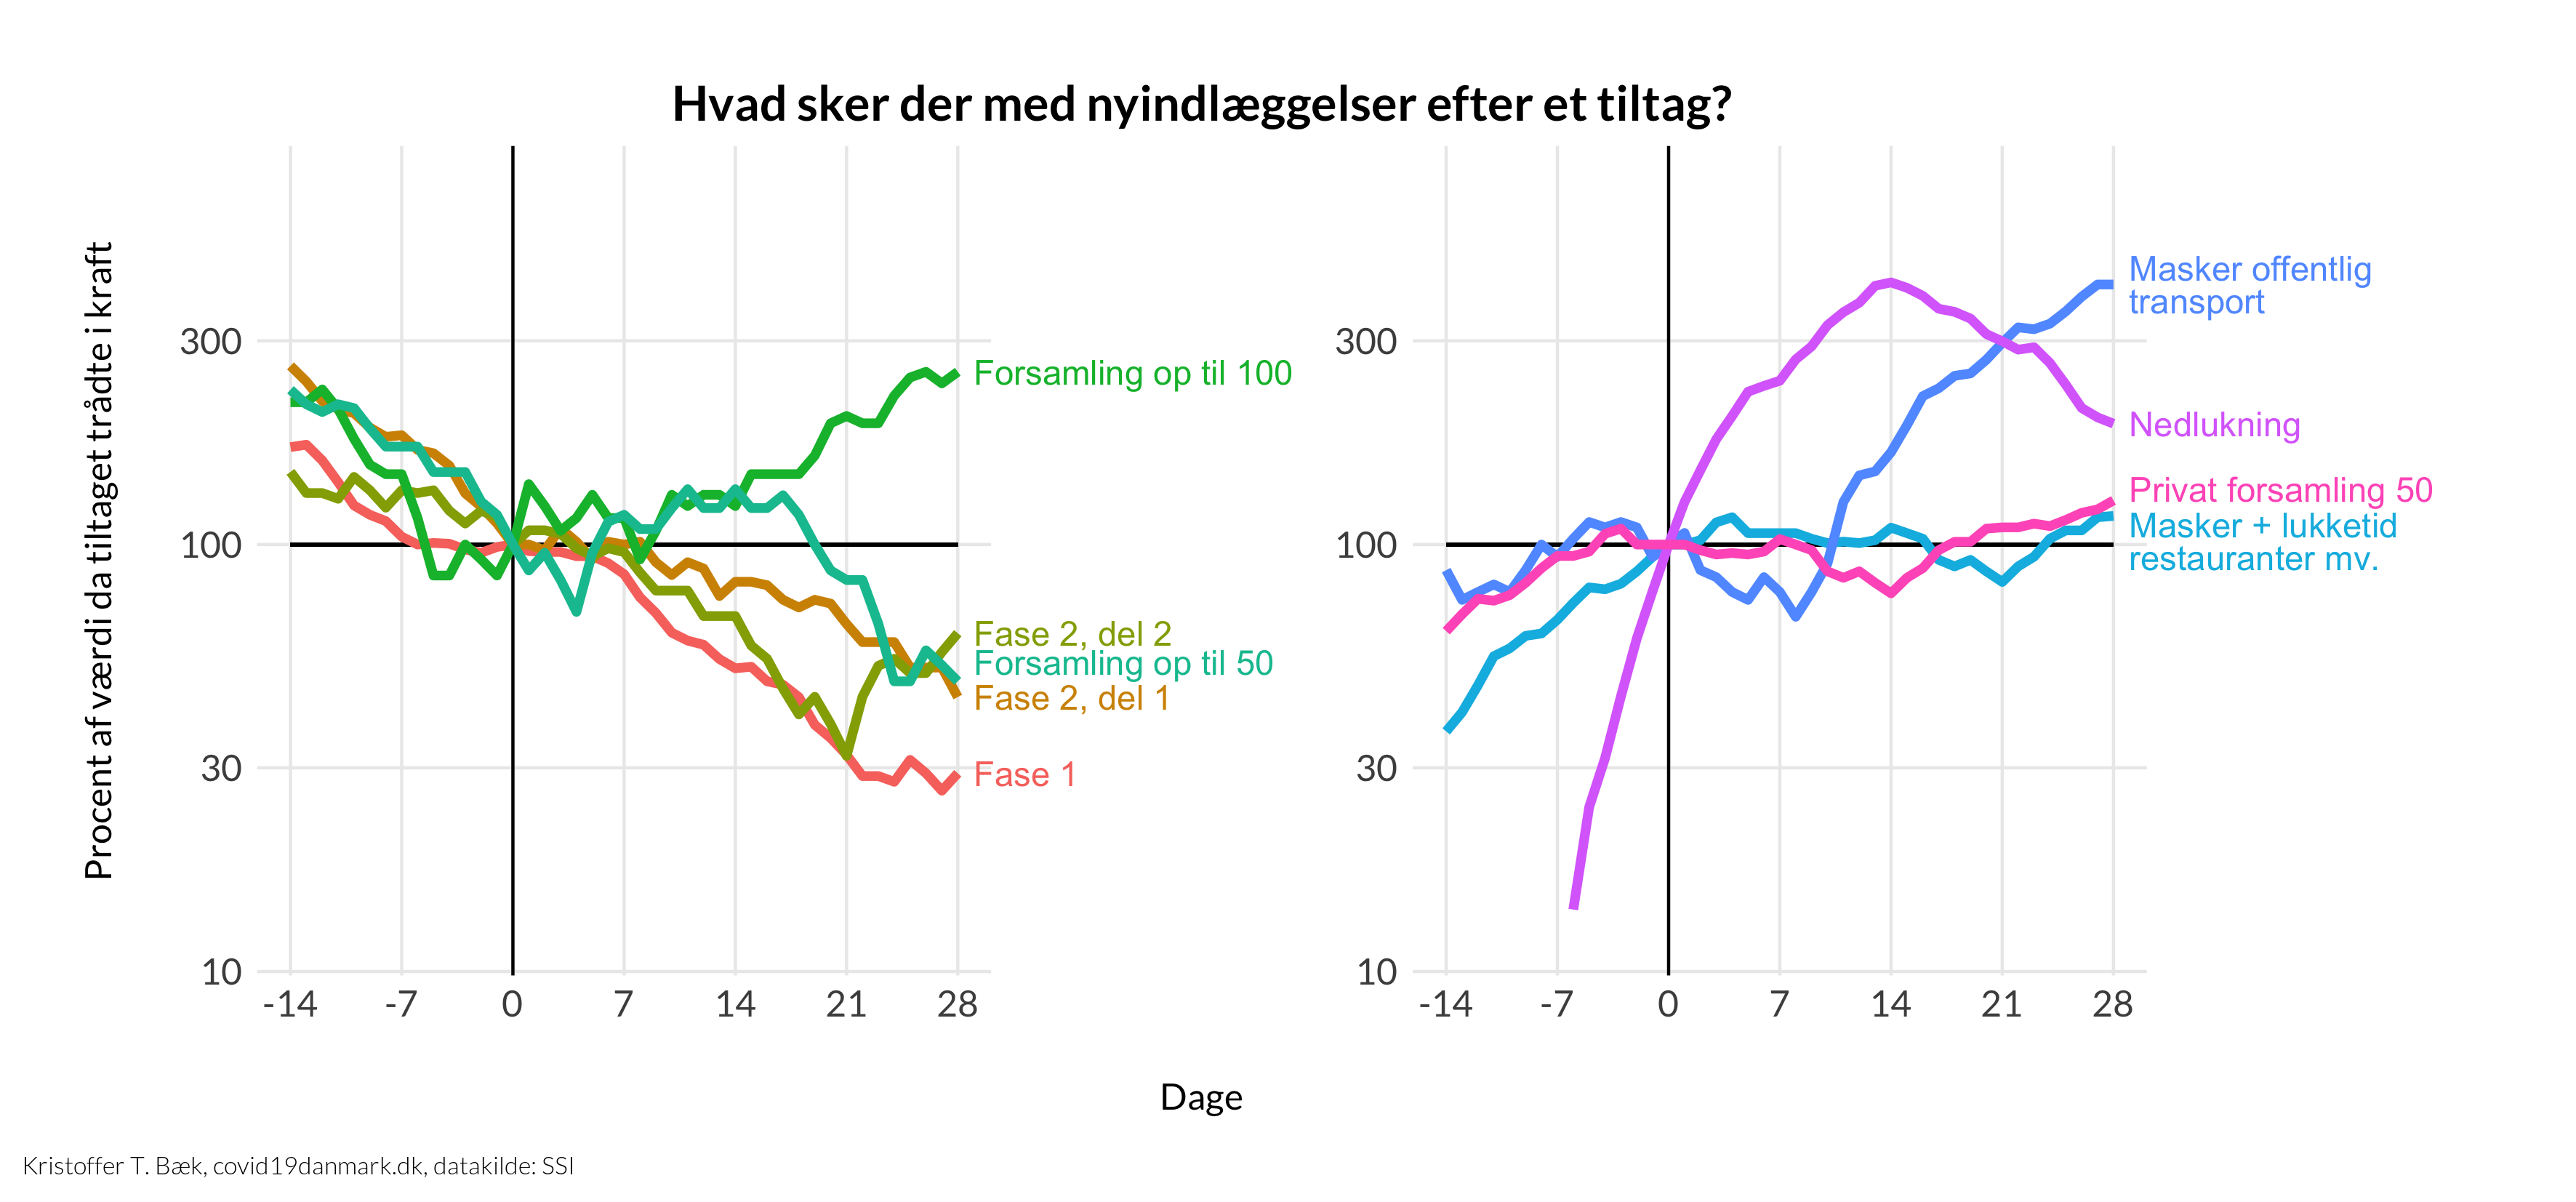 Hvad sker der med nyindlæggelser efter et tiltag?
Procent af værdi da tiltaget trådte i kraft
300
100
30
10
-14 -7 0 7 14 21 28
Forsamling op til 100
Fase 2, del 2
Forsamling op til 50
Fase 2, del 1
Fase 1
300
100
30
10
-14 -7 0 7 14 21 28
Masker offentlig
transport
Nedlukning
Privat forsamling 50
Masker + lukketid
restauranter mv.
Dage
Kristoffer T. Bæk, covid19danmark.dk, datakilde: SSI